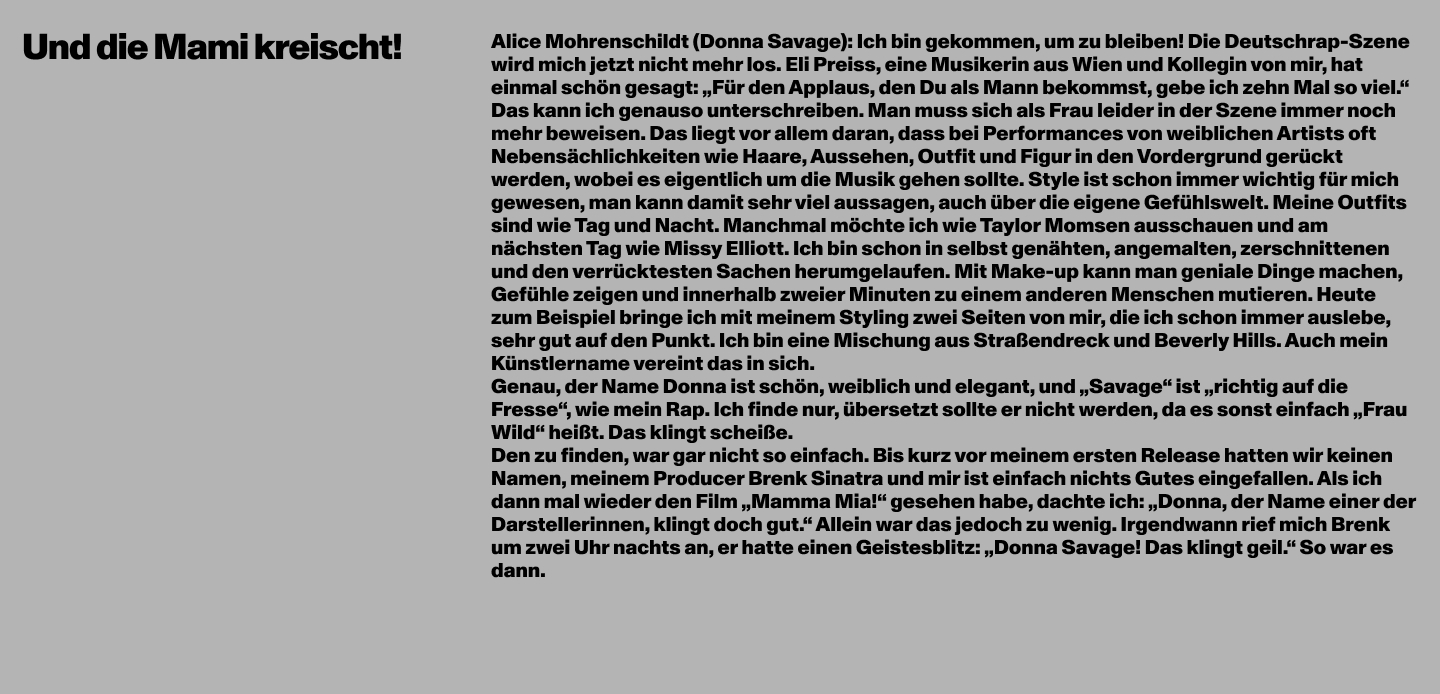 Und die Mami kreischt!
Alice Mohrenschildt (Donna Savage): Ich bin gekommen, um zu bleiben! Die Deutschrap-Szene
wird mich jetzt nicht mehr los. Eli Preiss, eine Musikerin aus Wien und Kollegin von mir, hat
einmal schön gesagt: „Für den Applaus, den Du als Mann bekommst, gebe ich zehn Mal so viel.“
Das kann ich genauso unterschreiben. Man muss sich als Frau leider in der Szene immer noch
mehr beweisen. Das liegt vor allem daran, dass bei Performances von weiblichen Artists oft
Nebensächlichkeiten wie Haare, Aussehen, Outfit und Figur in den Vordergrund gerückt
werden, wobei es eigentlich um die Musik gehen sollte. Style ist schon immer wichtig für mich
gewesen, man kann damit sehr viel aussagen, auch über die eigene Gefühlswelt. Meine Outfits
sind wie Tag und Nacht. Manchmal möchte ich wie Taylor Momsen ausschauen und am
nächsten Tag wie Missy Elliott. Ich bin schon in selbst genähten, angemalten, zerschnittenen
und den verrücktesten Sachen herumgelaufen. Mit Make-up kann man geniale Dinge machen,
Gefühle zeigen und innerhalb zweier Minuten zu einem anderen Menschen mutieren. Heute
zum Beispiel bringe ich mit meinem Styling zwei Seiten von mir, die ich schon immer auslebe,
sehr gut auf den Punkt. Ich bin eine Mischung aus Straßendreck und Beverly Hills. Auch mein
Künstlername vereint das in sich.
Genau, der Name Donna ist schön, weiblich und elegant, und „Savage“ ist „richtig auf die
Fresse“, wie mein Rap. Ich finde nur, übersetzt sollte er nicht werden, da es sonst einfach „Frau
Wild“ heißt. Das klingt scheiße.
Den zu finden, war gar nicht so einfach. Bis kurz vor meinem ersten Release hatten wir keinen
Namen, meinem Producer Brenk Sinatra und mir ist einfach nichts Gutes eingefallen. Als ich
dann mal wieder den Film „Mamma Mia!“ gesehen habe, dachte ich: „Donna, der Name einer der
Darstellerinnen, klingt doch gut.“ Allein war das jedoch zu wenig. Irgendwann rief mich Brenk
um zwei Uhr nachts an, er hatte einen Geistesblitz: „Donna Savage! Das klingt geil.“ So war es
dann.